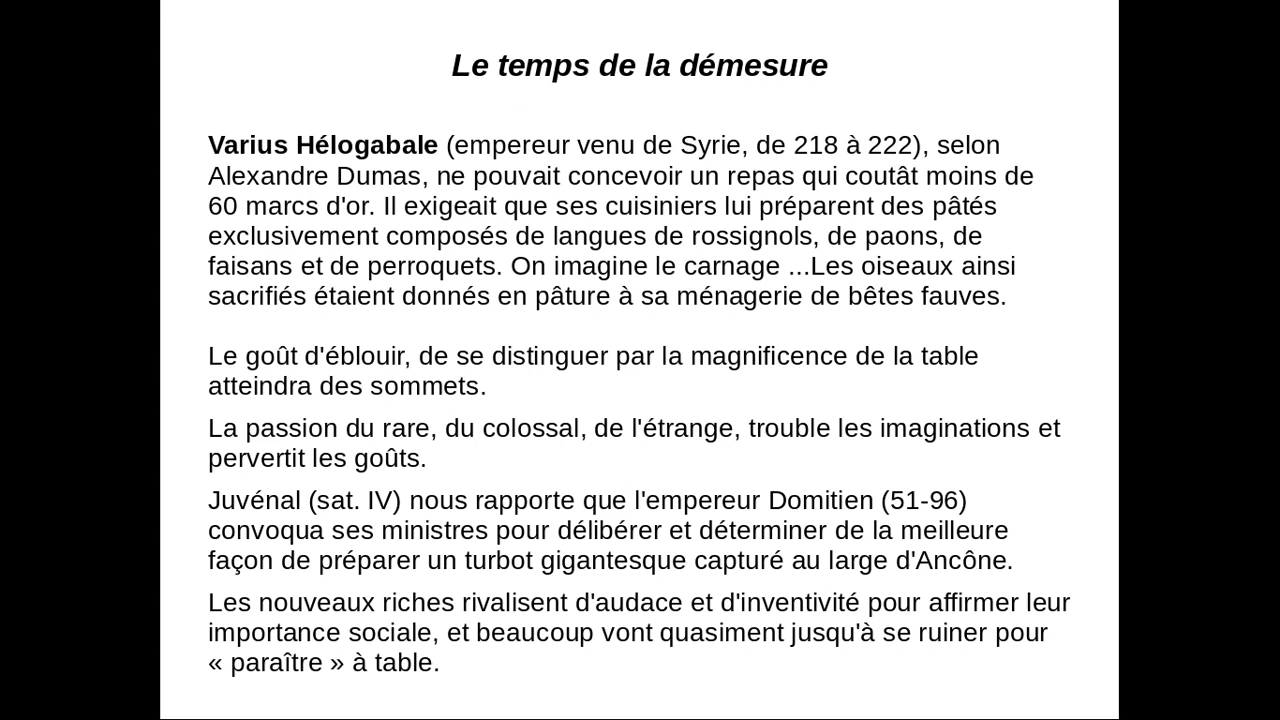 Le temps de la démesure
Varius Hélogabale (empereur venu de Syrie, de 218 à 222), selon
Alexandre Dumas, ne pouvait concevoir un repas qui coutât moins de
60 marcs d'or. Il exigeait que ses cuisiniers lui préparent des pâtés
exclusivement composés de langues de rossignols, de paons, de
faisans et de perroquets. On imagine le carnage ...Les oiseaux ainsi
sacrifiés étaient donnés en pâture à sa ménagerie de bêtes fauves.
Le goût d'éblouir, de se distinguer par la magnificence de la table
atteindra des sommets.
La passion du rare, du colossal, de l'étrange, trouble les imaginations et
pervertit les goûts.
Juvénal (sat. IV) nous rapporte que l'empereur Domitien (51-96)
convoqua ses ministres pour délibérer et déterminer de la meilleure
façon de préparer un turbot gigantesque capturé au large d'Ancône.
Les nouveaux riches rivalisent d'audace et d'inventivité pour affirmer leur
importance sociale, et beaucoup vont quasiment jusqu'à se ruiner pour
« paraître » à table.